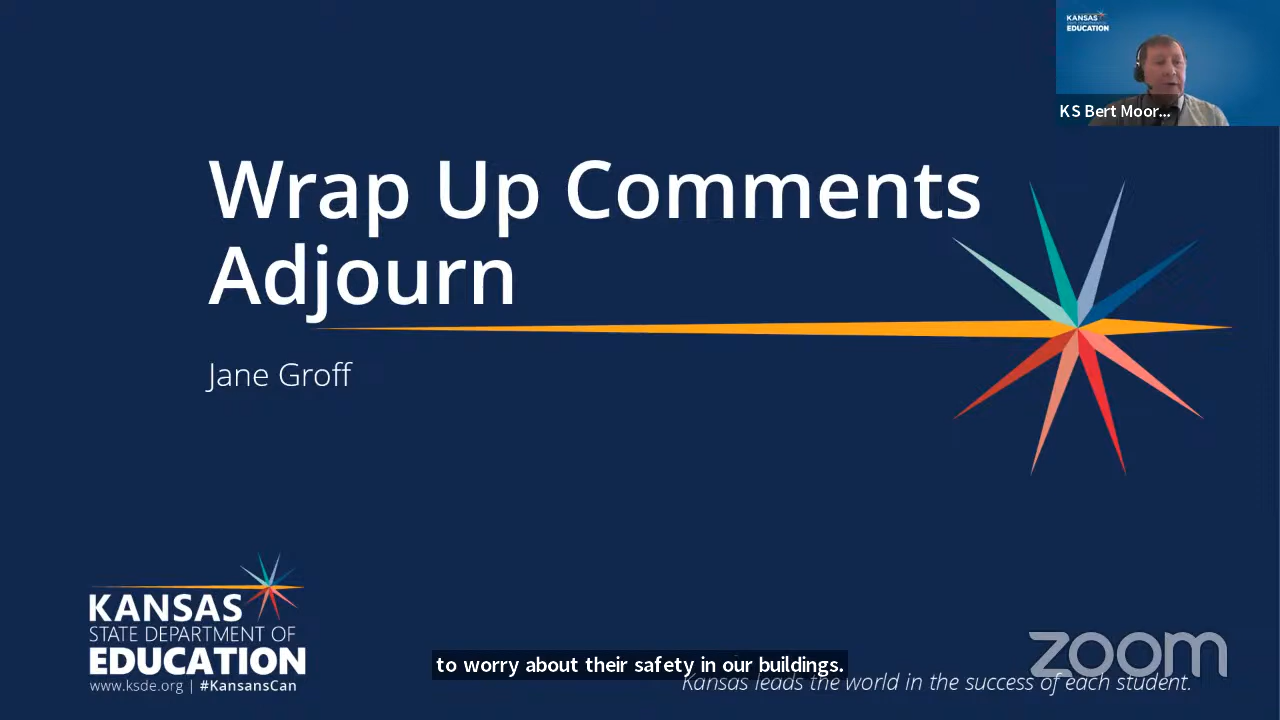 KANSAS
EDUCATION
KS Bert Moor...
Wrap Up Comments
Adjourn
Jane Groff
KANSAS
STATE DEPARTMENT OF
EDUCATION
www.ksde.org | #KansansCan
to worry about their safety in our buildings.
zoom
Kansas leads the world in the success of each student.